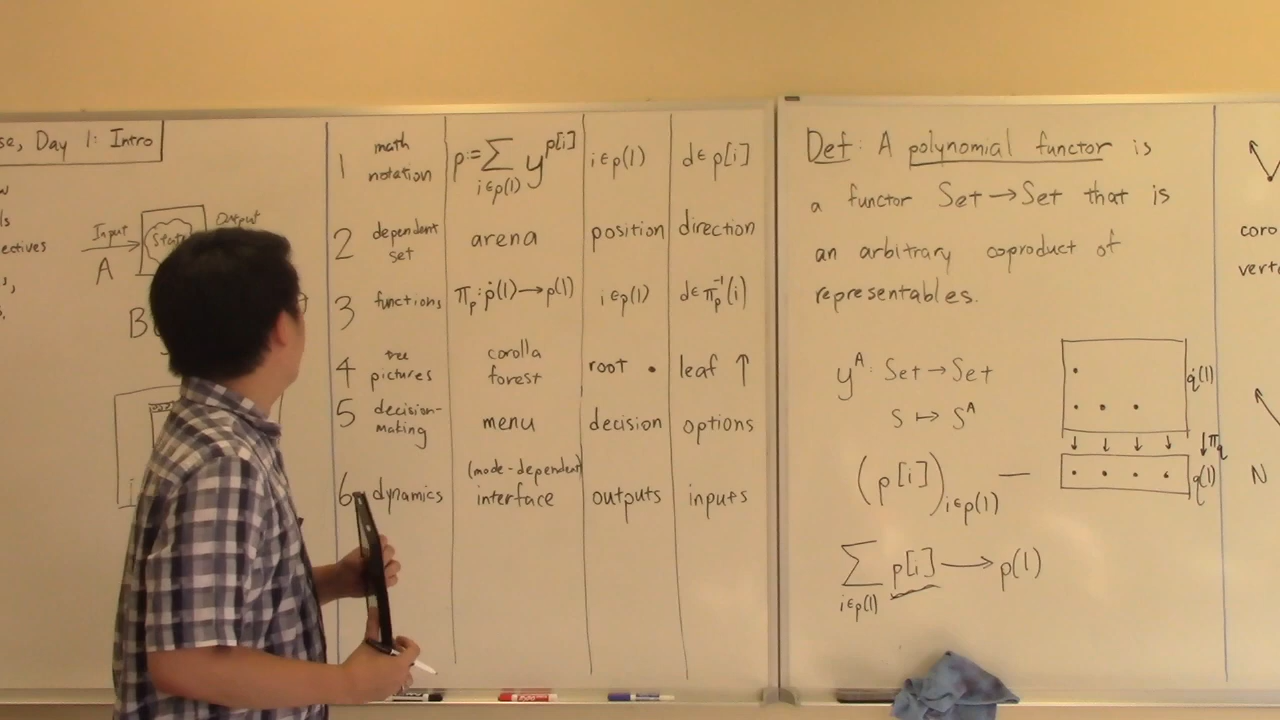 se, Day 1: Intro
w
ls
ectives
s,
Input
A
Output
State
B
1 math notation p := ∑_{i∈p(1)} y^{p[i]} i∈p(1) d∈p[i]
2 dependent set arena position direction
3 functions π_p : ṗ(1) → p(1) i∈p(1) d∈π_p^{-1}(i)
4 tree pictures corolla forest root • leaf ↑
5 decision-making menu decision options
6 dynamics (mode-dependent) interface outputs inputs
Def: A polynomial functor is
a functor Set → Set that is
an arbitrary coproduct of
representables.
y^A : Set → Set
S ↦ S^A
(p[i])_{i∈p(1)} —
∑_{i∈p(1)} p[i] → p(1)
q̇(1)
↓ π_q
q(1)
coro
verte
N